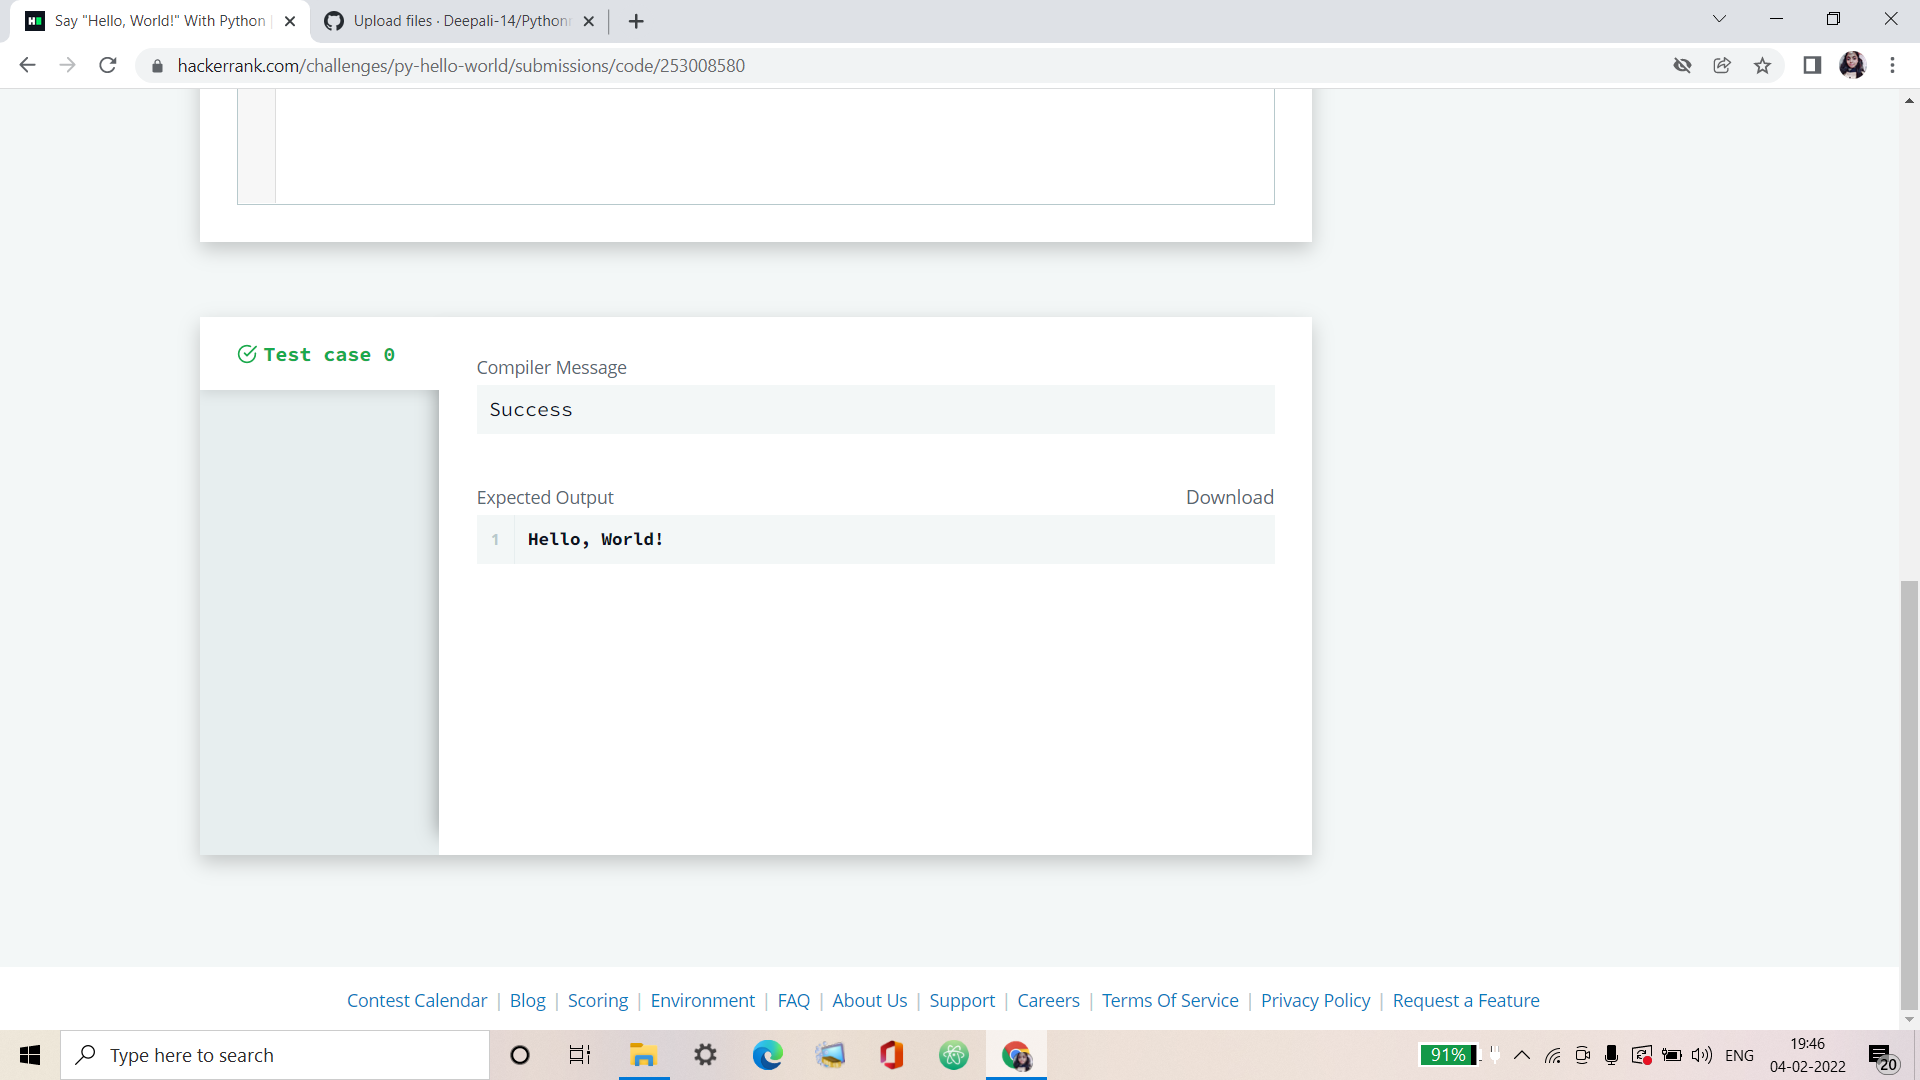 Say "Hello, World!" With Python |
Upload files · Deepali-14/Python
hackerrank.com/challenges/py-hello-world/submissions/code/253008580
Test case 0
Compiler Message
Success
Expected Output
Download
1 Hello, World!
Contest Calendar | Blog | Scoring | Environment | FAQ | About Us | Support | Careers | Terms Of Service | Privacy Policy | Request a Feature
Type here to search
91%
ENG
19:46
04-02-2022
20